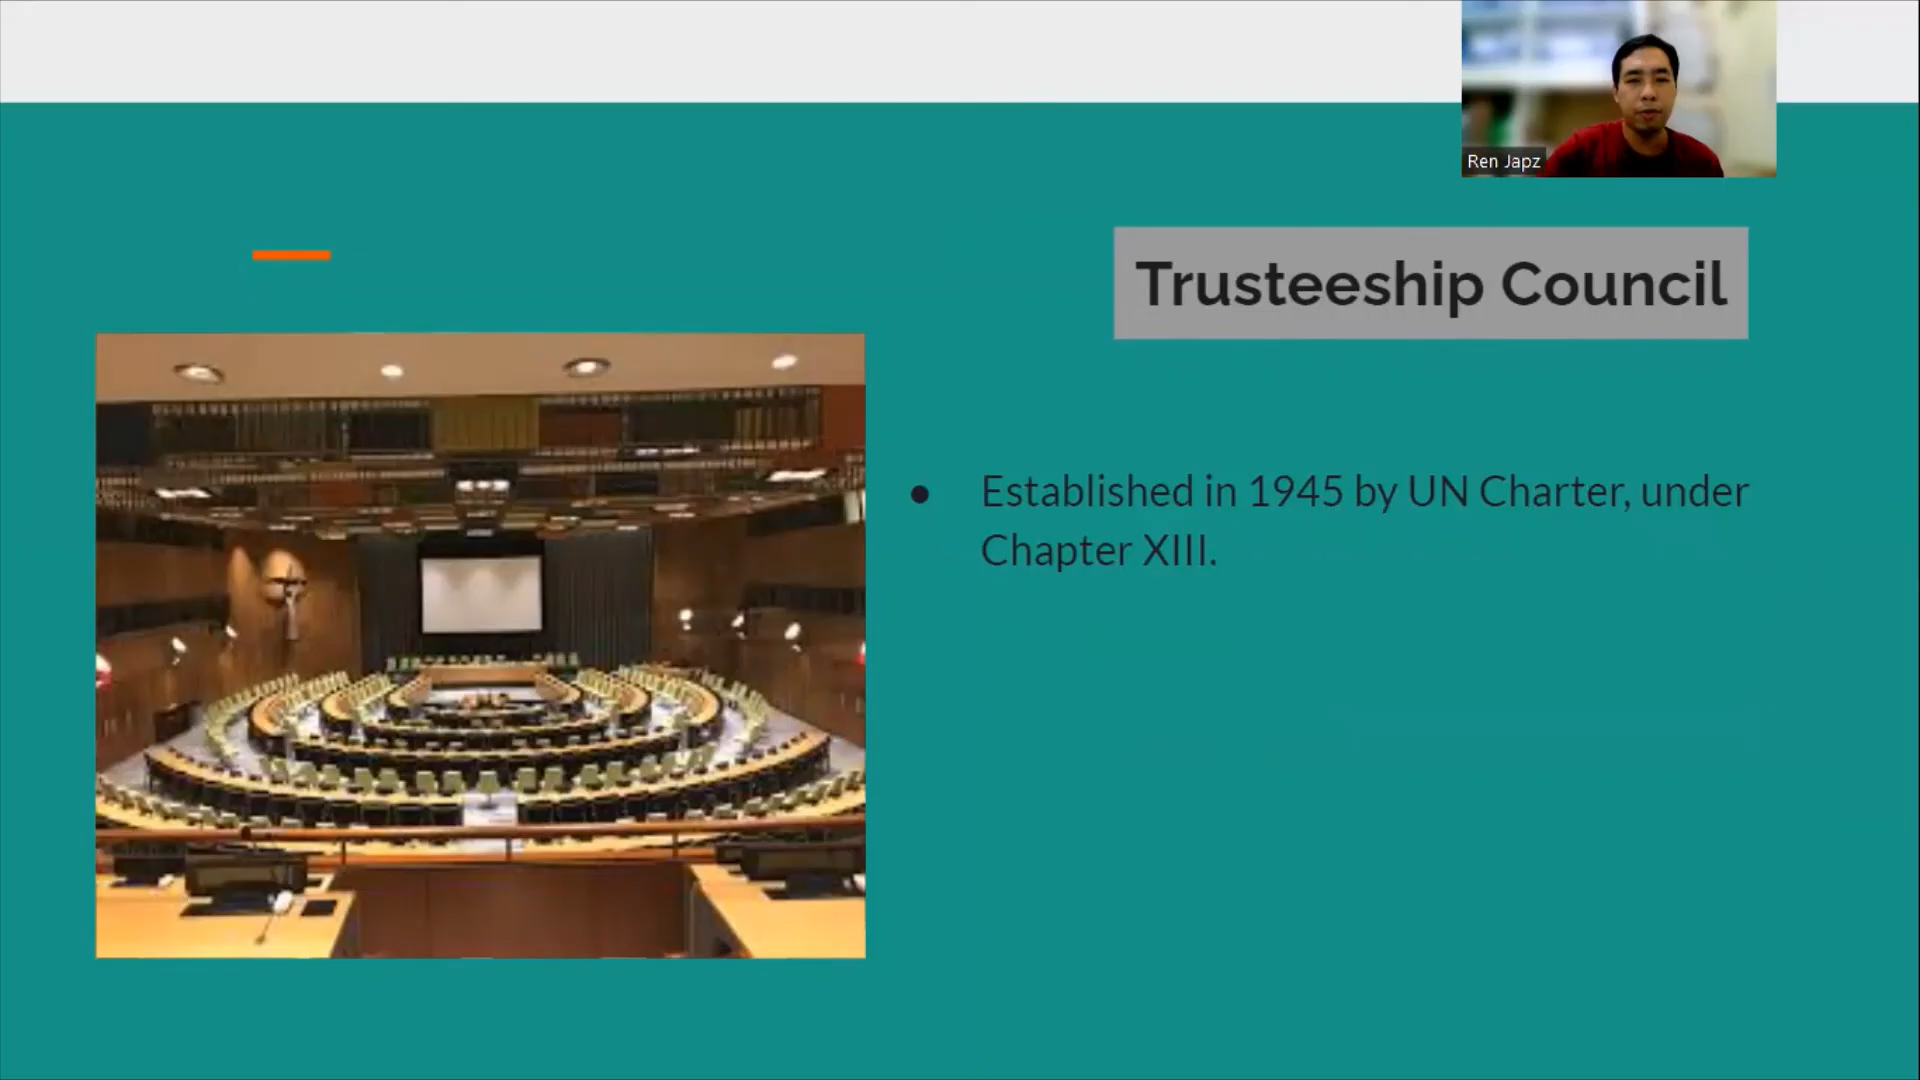 Ren Japz
Trusteeship Council
● Established in 1945 by UN Charter, under
Chapter XIII.